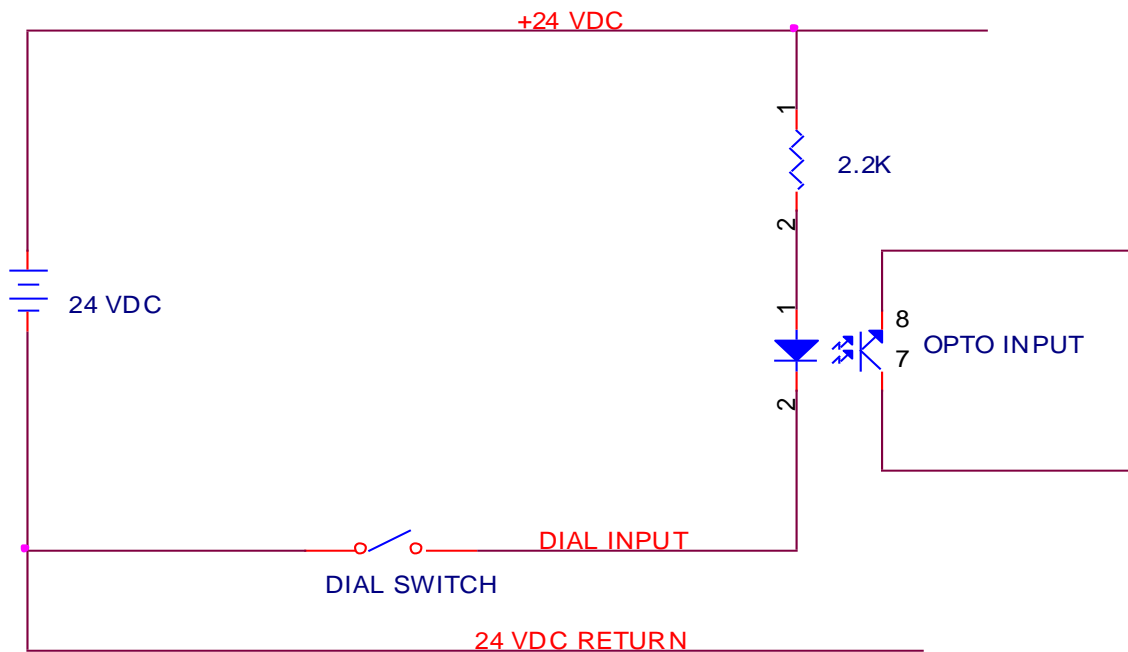 +24 VDC
1
2.2K
2
24 VDC
1
8
OPTO INPUT
7
2
DIAL INPUT
DIAL SWITCH
24 VDC RETURN